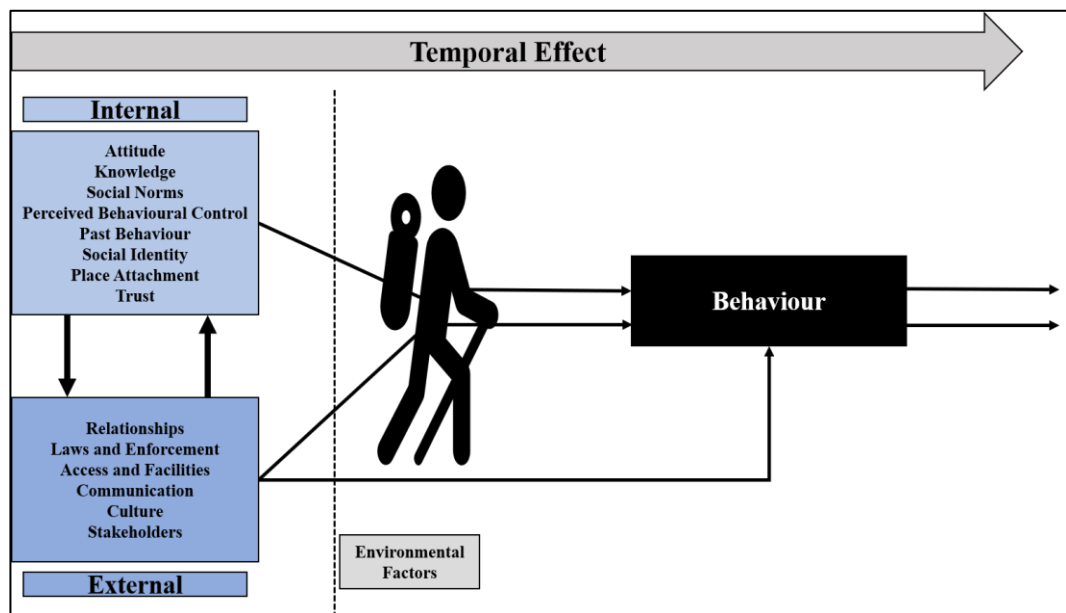 Temporal Effect
Internal
Attitude
Knowledge
Social Norms
Perceived Behavioural Control
Past Behaviour
Social Identity
Place Attachment
Trust
Behaviour
Relationships
Laws and Enforcement
Access and Facilities
Communication
Culture
Stakeholders
External
Environmental
Factors